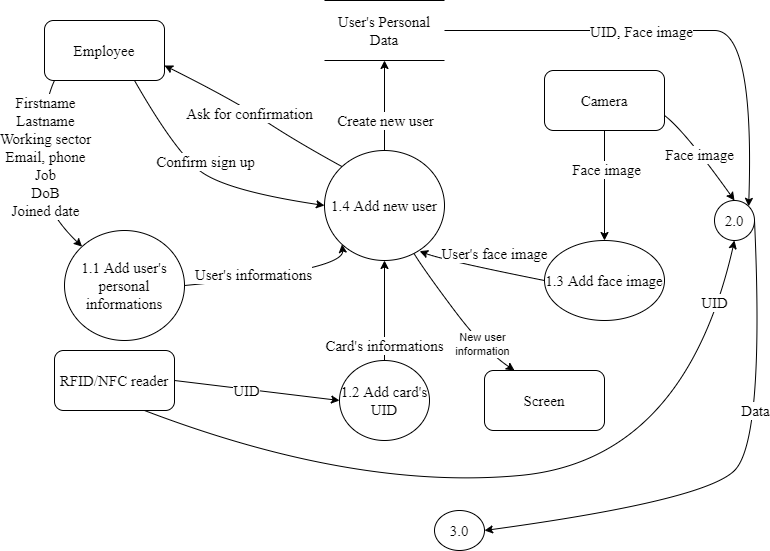 User's Personal
Data
UID, Face image
Employee
Camera
Firstname
Lastname
Working sector
Email, phone
Job
DoB
Joined date
Ask for confirmation
Create new user
Confirm sign up
Face image
Face image
1.4 Add new user
2.0
1.1 Add user's
personal
informations
User's informations
User's face image
1.3 Add face image
UID
Card's informations
New user
information
RFID/NFC reader
UID
1.2 Add card's
UID
Screen
Data
3.0